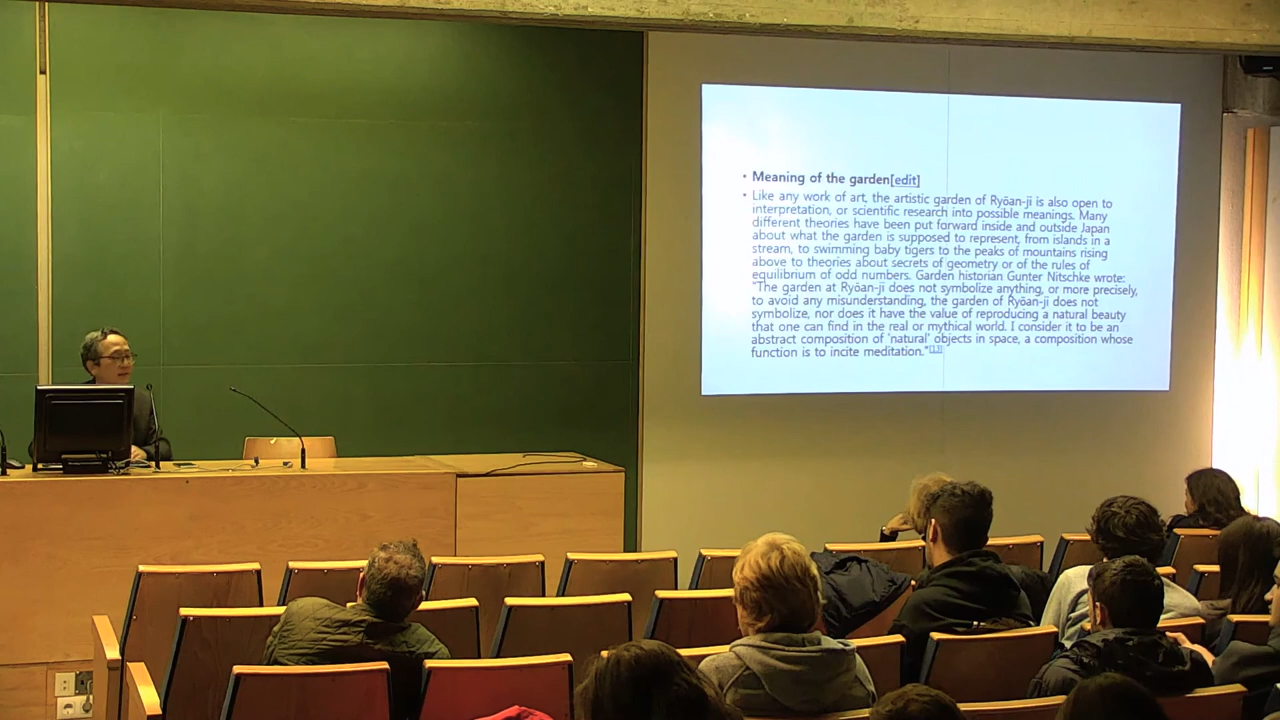 • Meaning of the garden[edit]
• Like any work of art, the artistic garden of Ryōan-ji is also open to
interpretation, or scientific research into possible meanings. Many
different theories have been put forward inside and outside Japan
about what the garden is supposed to represent, from islands in a
stream, to swimming baby tigers to the peaks of mountains rising
above to theories about secrets of geometry or of the rules of
equilibrium of odd numbers. Garden historian Gunter Nitschke wrote:
"The garden at Ryōan-ji does not symbolize anything, or more precisely,
to avoid any misunderstanding, the garden of Ryōan-ji does not
symbolize, nor does it have the value of reproducing a natural beauty
that one can find in the real or mythical world. I consider it to be an
abstract composition of 'natural' objects in space, a composition whose
function is to incite meditation."[13]